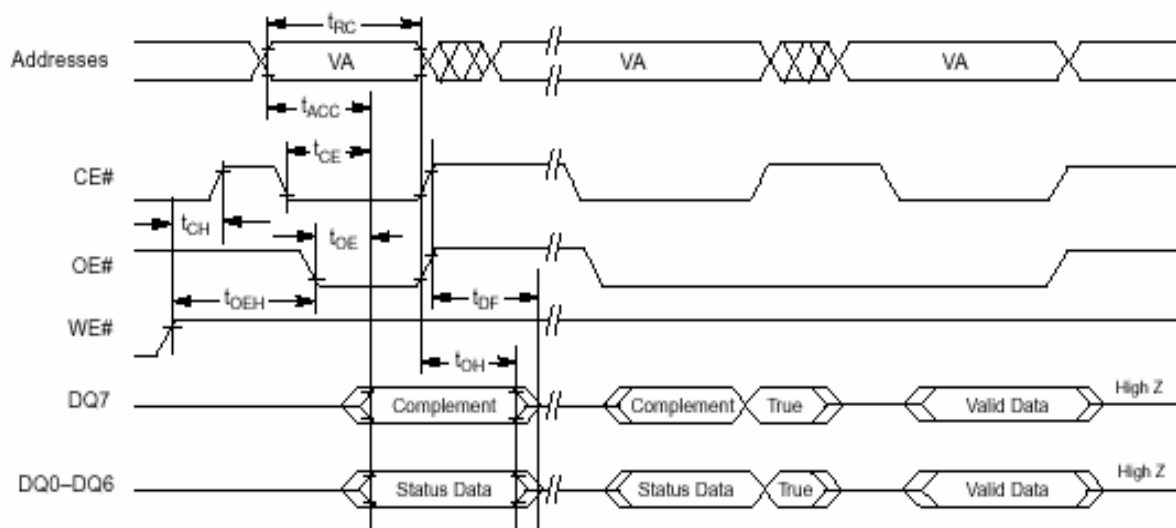 tRC
Addresses VA VA VA
tACC
tCE
CE#
tCH
tOE
OE#
tOEH tDF
WE#
tOH
DQ7 Complement Complement True Valid Data High Z
DQ0–DQ6 Status Data Status Data True Valid Data High Z